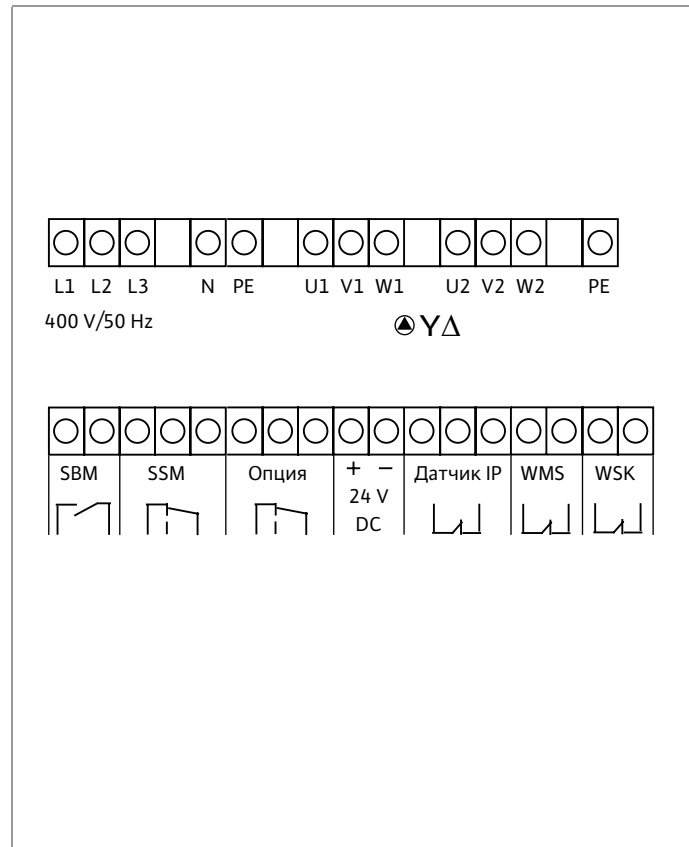 L1 L2 L3 N PE U1 V1 W1 U2 V2 W2 PE
400 V/50 Hz YΔ
SBM SSM Опция + – Датчик IP WMS WSK
24 V
DC